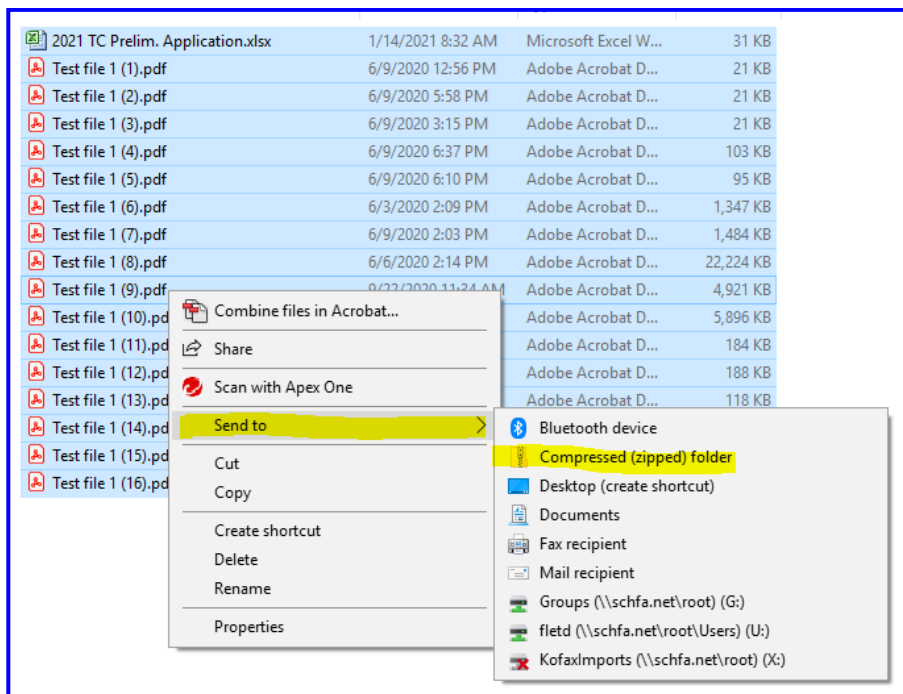 2021 TC Prelim. Application.xlsx 1/14/2021 8:32 AM Microsoft Excel W... 31 KB
Test file 1 (1).pdf 6/9/2020 12:56 PM Adobe Acrobat D... 21 KB
Test file 1 (2).pdf 6/9/2020 5:58 PM Adobe Acrobat D... 21 KB
Test file 1 (3).pdf 6/9/2020 3:15 PM Adobe Acrobat D... 21 KB
Test file 1 (4).pdf 6/9/2020 6:37 PM Adobe Acrobat D... 103 KB
Test file 1 (5).pdf 6/9/2020 6:10 PM Adobe Acrobat D... 95 KB
Test file 1 (6).pdf 6/3/2020 2:09 PM Adobe Acrobat D... 1,347 KB
Test file 1 (7).pdf 6/9/2020 2:03 PM Adobe Acrobat D... 1,484 KB
Test file 1 (8).pdf 6/6/2020 2:14 PM Adobe Acrobat D... 22,224 KB
Test file 1 (9).pdf 9/22/2020 11:34 AM Adobe Acrobat D... 4,921 KB
Test file 1 (10).pd Adobe Acrobat D... 5,896 KB
Test file 1 (11).pd Adobe Acrobat D... 184 KB
Test file 1 (12).pd Adobe Acrobat D... 188 KB
Test file 1 (13).pd Adobe Acrobat D... 118 KB
Test file 1 (14).pd
Test file 1 (15).pd
Test file 1 (16).pd
Combine files in Acrobat...
Share
Scan with Apex One
Send to
Cut
Copy
Create shortcut
Delete
Rename
Properties
Bluetooth device
Compressed (zipped) folder
Desktop (create shortcut)
Documents
Fax recipient
Mail recipient
Groups (\\schfa.net\root) (G:)
fletd (\\schfa.net\root\Users) (U:)
KofaxImports (\\schfa.net\root) (X:)